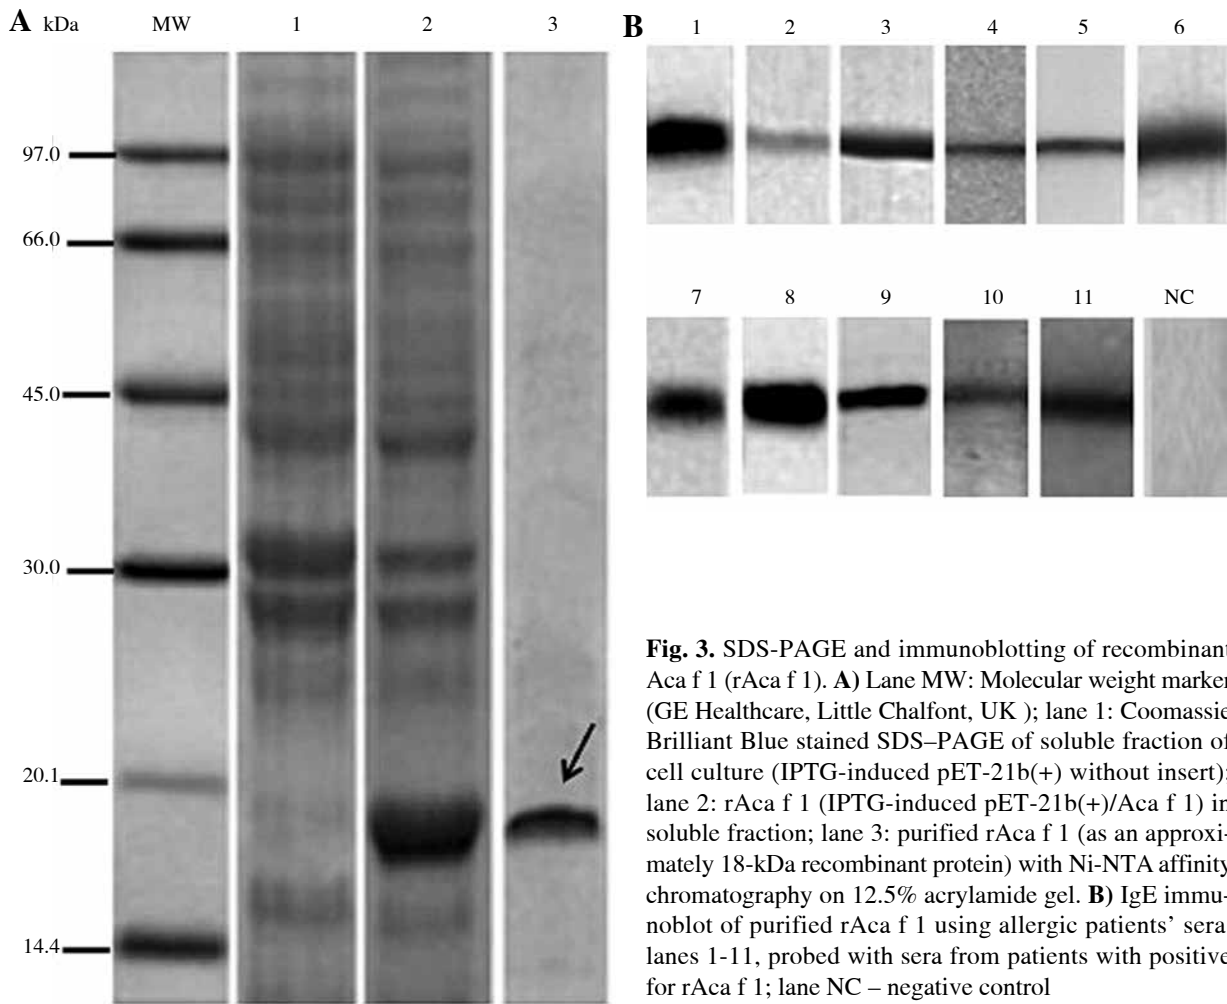 A kDa MW 1 2 3
97.0
66.0
45.0
30.0
20.1
14.4
B 1 2 3 4 5 6
7 8 9 10 11 NC
Fig. 3. SDS-PAGE and immunoblotting of recombinant
Aca f 1 (rAca f 1). A) Lane MW: Molecular weight marker
(GE Healthcare, Little Chalfont, UK ); lane 1: Coomassie
Brilliant Blue stained SDS–PAGE of soluble fraction of
cell culture (IPTG-induced pET-21b(+) without insert);
lane 2: rAca f 1 (IPTG-induced pET-21b(+)/Aca f 1) in
soluble fraction; lane 3: purified rAca f 1 (as an approxi-
mately 18-kDa recombinant protein) with Ni-NTA affinity
chromatography on 12.5% acrylamide gel. B) IgE immu-
noblot of purified rAca f 1 using allergic patients’ sera
lanes 1-11, probed with sera from patients with positive
for rAca f 1; lane NC – negative control